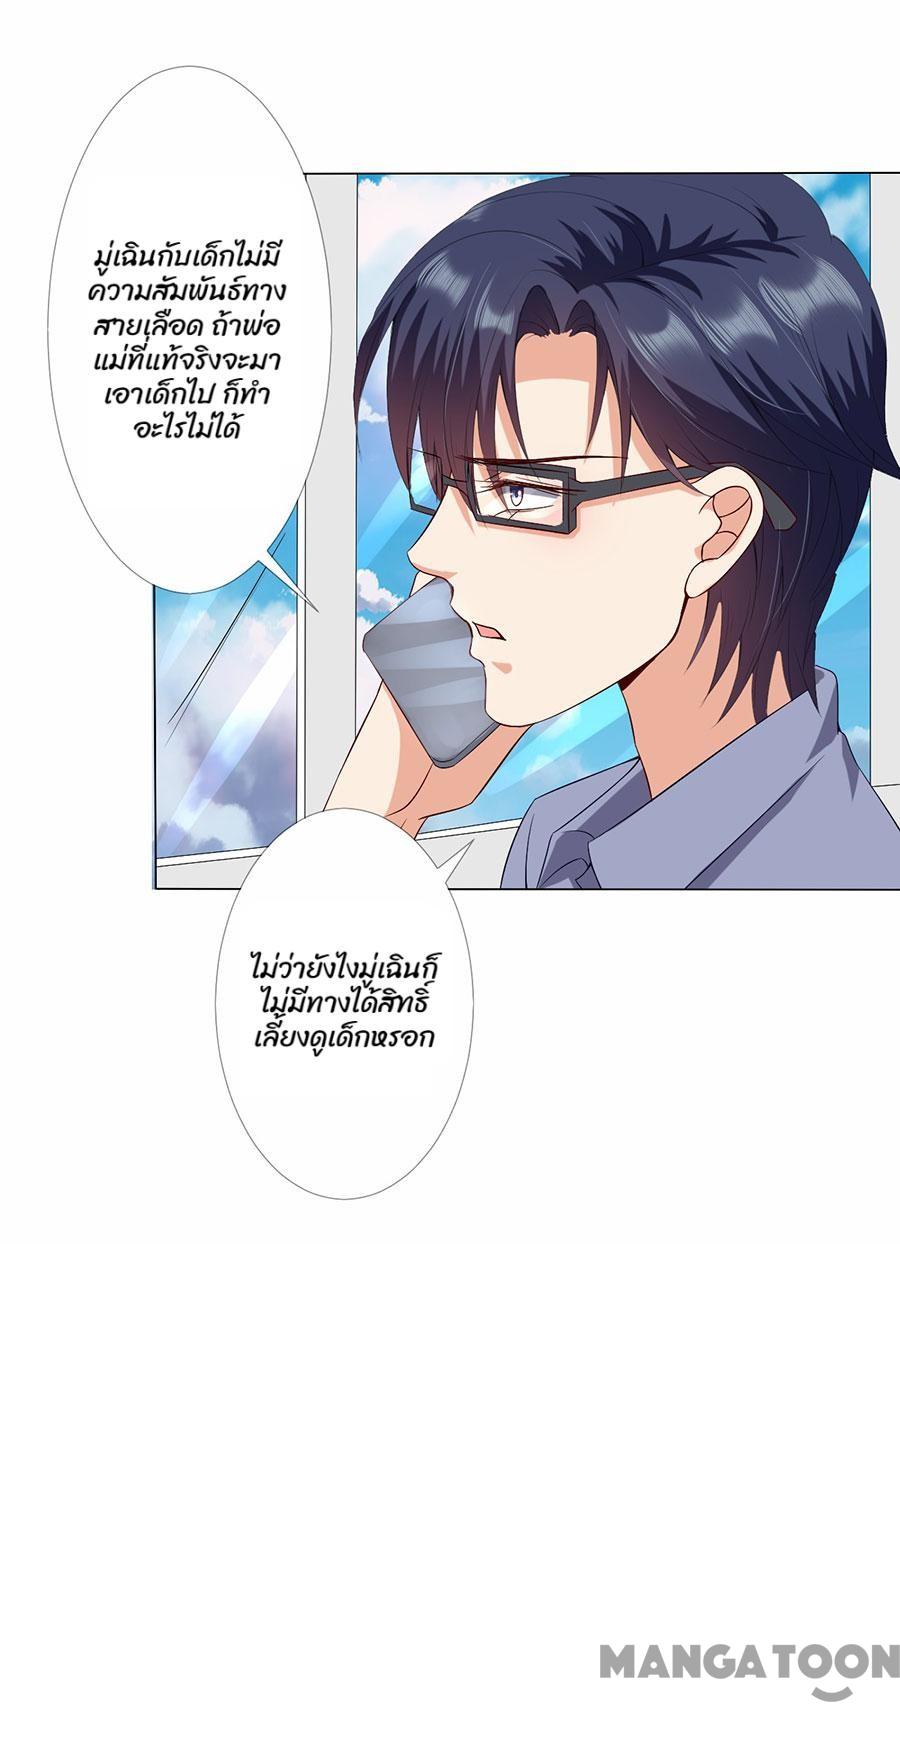 มู่เฉินกับเด็กไม่มี
ความสัมพันธ์ทาง
สายเลือด ถ้าพ่อ
แม่ที่แท้จริงจะมา
เอาเด็กไป ก็ทำ
อะไรไม่ได้
ไม่ว่ายังไงมู่เฉินก็
ไม่มีทางได้สิทธิ์
เลี้ยงดูเด็กหรอก
MANGATOON